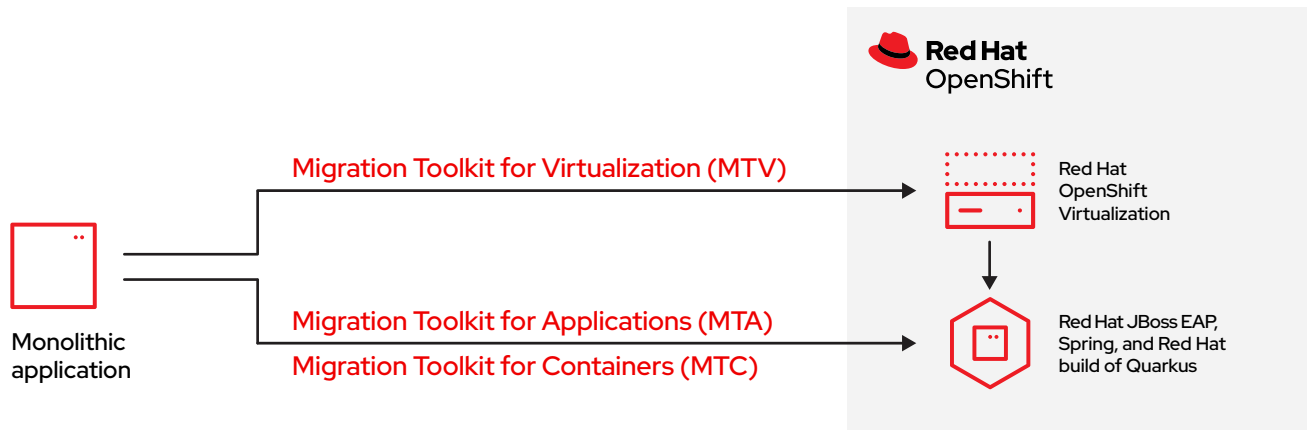 Red Hat
OpenShift
Migration Toolkit for Virtualization (MTV)
Red Hat
OpenShift
Virtualization
Monolithic
application
Migration Toolkit for Applications (MTA)
Migration Toolkit for Containers (MTC)
Red Hat JBoss EAP,
Spring, and Red Hat
build of Quarkus